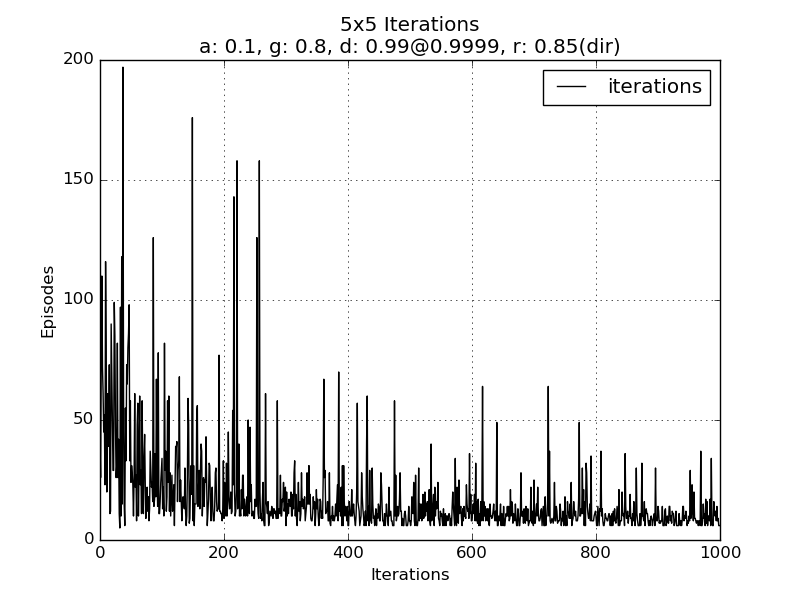 5x5 Iterations
a: 0.1, g: 0.8, d: 0.99@0.9999, r: 0.85(dir)
iterations
200
150
100
50
0
Episodes
0 200 400 600 800 1000
Iterations